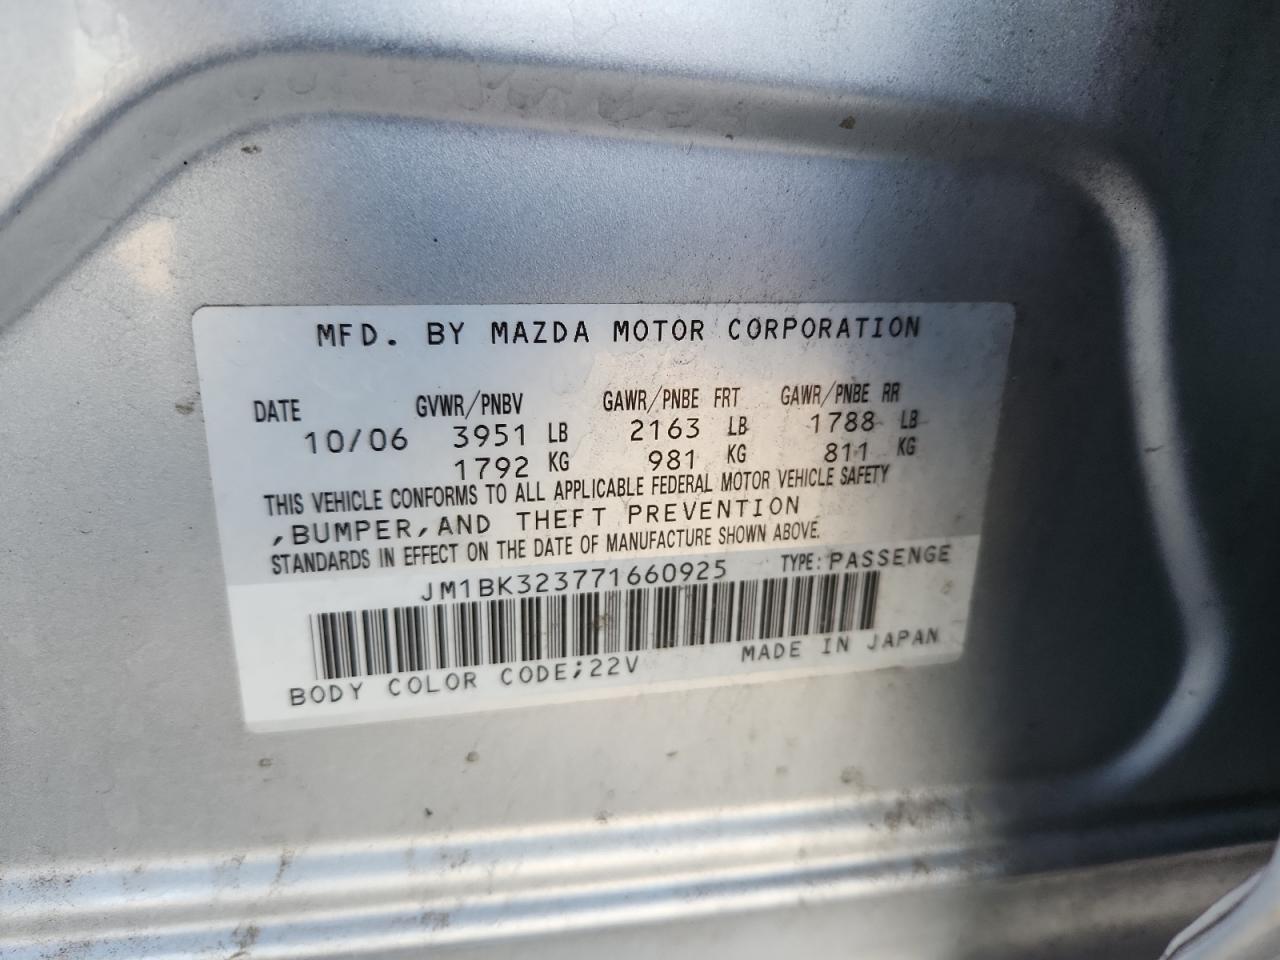 MFD. BY MAZDA MOTOR CORPORATION
DATE GVWR/PNBV GAWR/PNBE FRT GAWR/PNBE RR
10/06 3951 LB 2163 LB 1788 LB
1792 KG 981 KG 811 KG
THIS VEHICLE CONFORMS TO ALL APPLICABLE FEDERAL MOTOR VEHICLE SAFETY
,BUMPER,AND THEFT PREVENTION
STANDARDS IN EFFECT ON THE DATE OF MANUFACTURE SHOWN ABOVE.
JM1BK323771660925 TYPE: PASSENGE
BODY COLOR CODE;22V MADE IN JAPAN